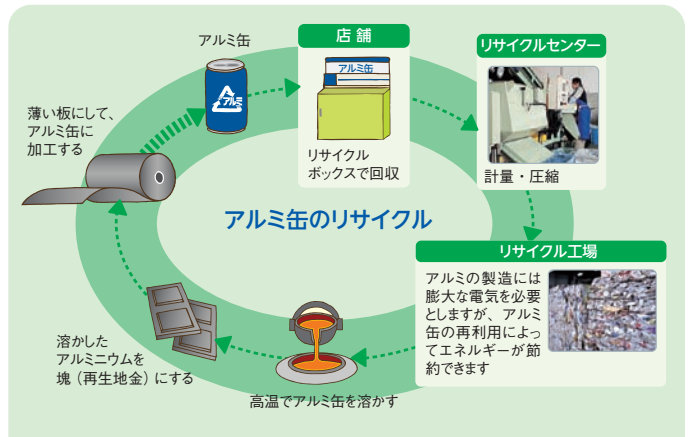 アルミ缶
アルミ
店舗
アルミ缶
リサイクル
ボックスで回収
リサイクルセンター
計量・圧縮
リサイクル工場
アルミの製造には
膨大な電気を必要
としますが、アルミ
缶の再利用によっ
てエネルギーが節
約できます
高温でアルミ缶を溶かす
溶かした
アルミニウムを
塊（再生地金）にする
薄い板にして、
アルミ缶に
加工する
アルミ缶のリサイクル